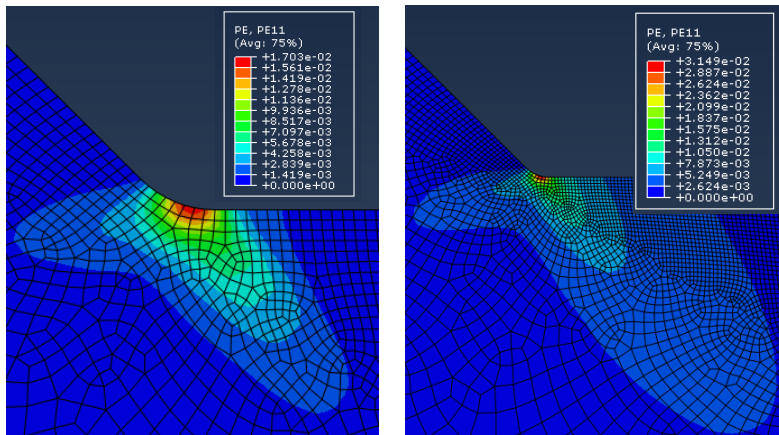 PE, PE11
(Avg: 75%)
+1.703e-02
+1.561e-02
+1.419e-02
+1.278e-02
+1.136e-02
+9.936e-03
+8.517e-03
+7.097e-03
+5.678e-03
+4.258e-03
+2.839e-03
+1.419e-03
+0.000e+00
PE, PE11
(Avg: 75%)
+3.149e-02
+2.887e-02
+2.624e-02
+2.362e-02
+2.099e-02
+1.837e-02
+1.575e-02
+1.312e-02
+1.050e-02
+7.873e-03
+5.249e-03
+2.624e-03
+0.000e+00